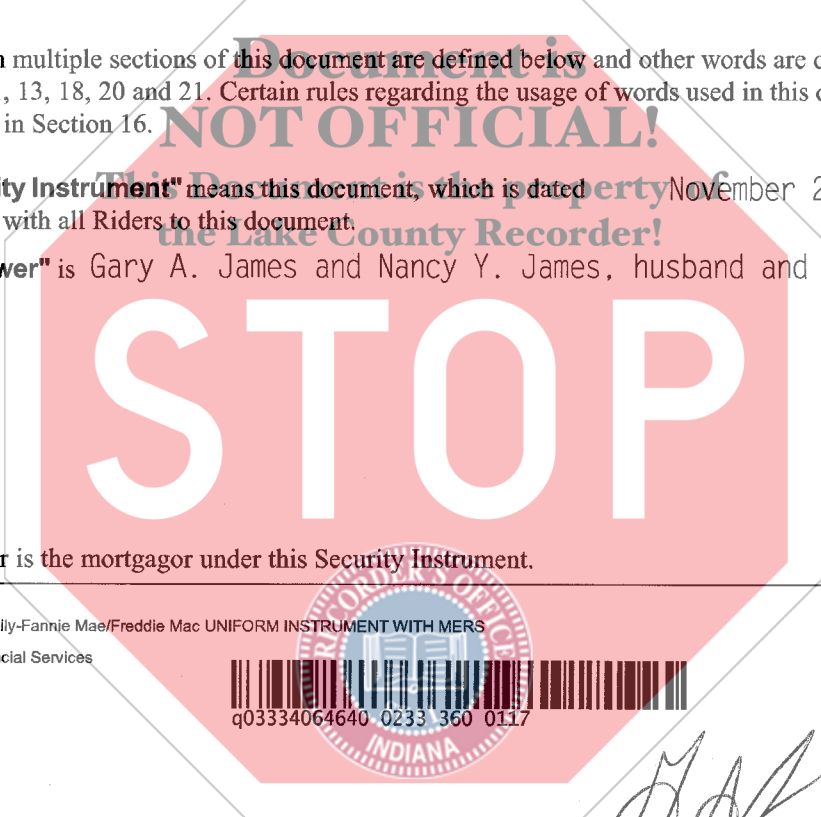 multiple sections of this document are defined below and other words are
, 13, 18, 20 and 21. Certain rules regarding the usage of words used in this
in Section 16.
Document is
NOT OFFICIAL!
This Document is the property of
the Lake County Recorder!
ity Instrument" means this document, which is dated November 2
with all Riders to this document.
wer" is Gary A. James and Nancy Y. James, husband and
STOP
r is the mortgagor under this Security Instrument.
ily-Fannie Mae/Freddie Mac UNIFORM INSTRUMENT WITH MERS
cial Services
RECORDER'S OFFICE
INDIANA
q03334064640 0233 360 0117